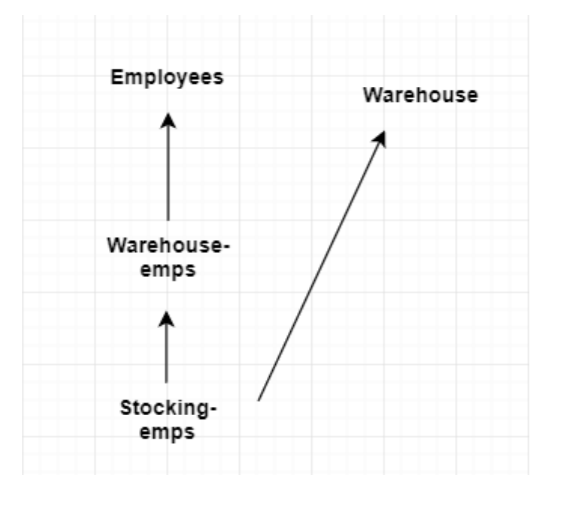 Employees
Warehouse
Warehouse-
emps
Stocking-
emps